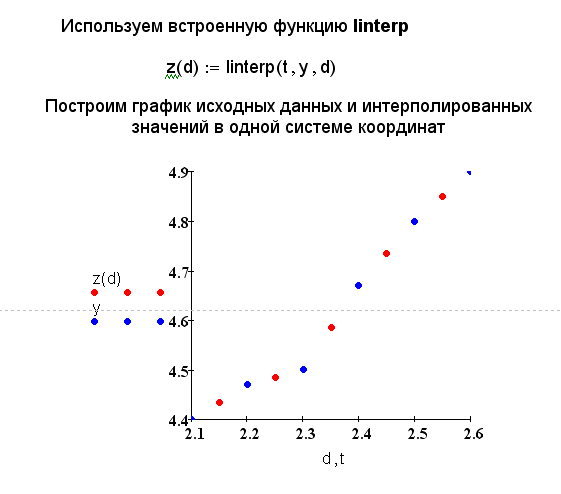 Используем встроенную функцию linterp
z(d) := linterp(t, y, d)
Построим график исходных данных и интерполированных
значений в одной системе координат
4.9
4.8
4.7
z(d)
y
4.6
4.5
4.4
2.1 2.2 2.3 2.4 2.5 2.6
d,t